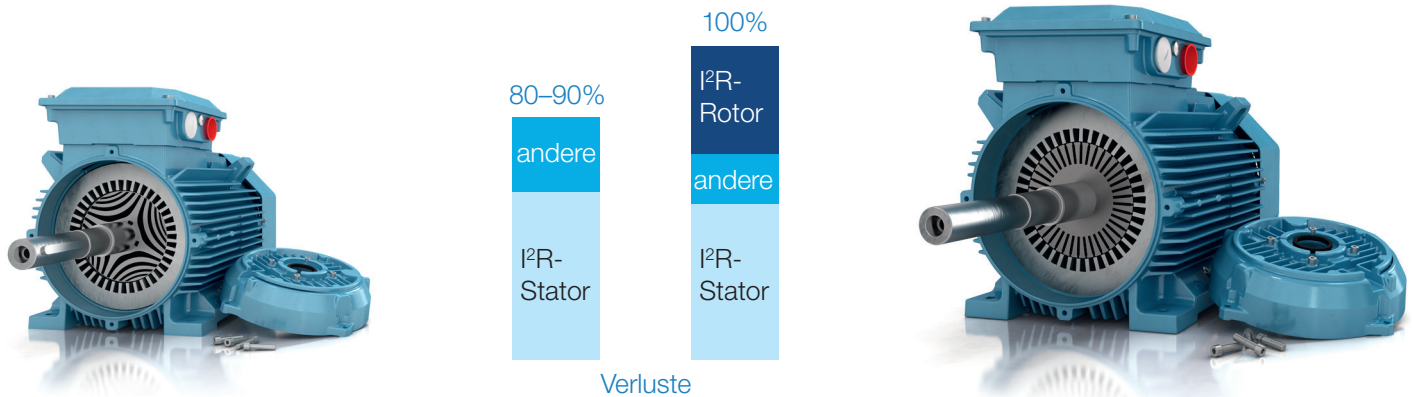 80–90%
andere
I²R-
Stator
100%
I²R-
Rotor
andere
I²R-
Stator
Verluste